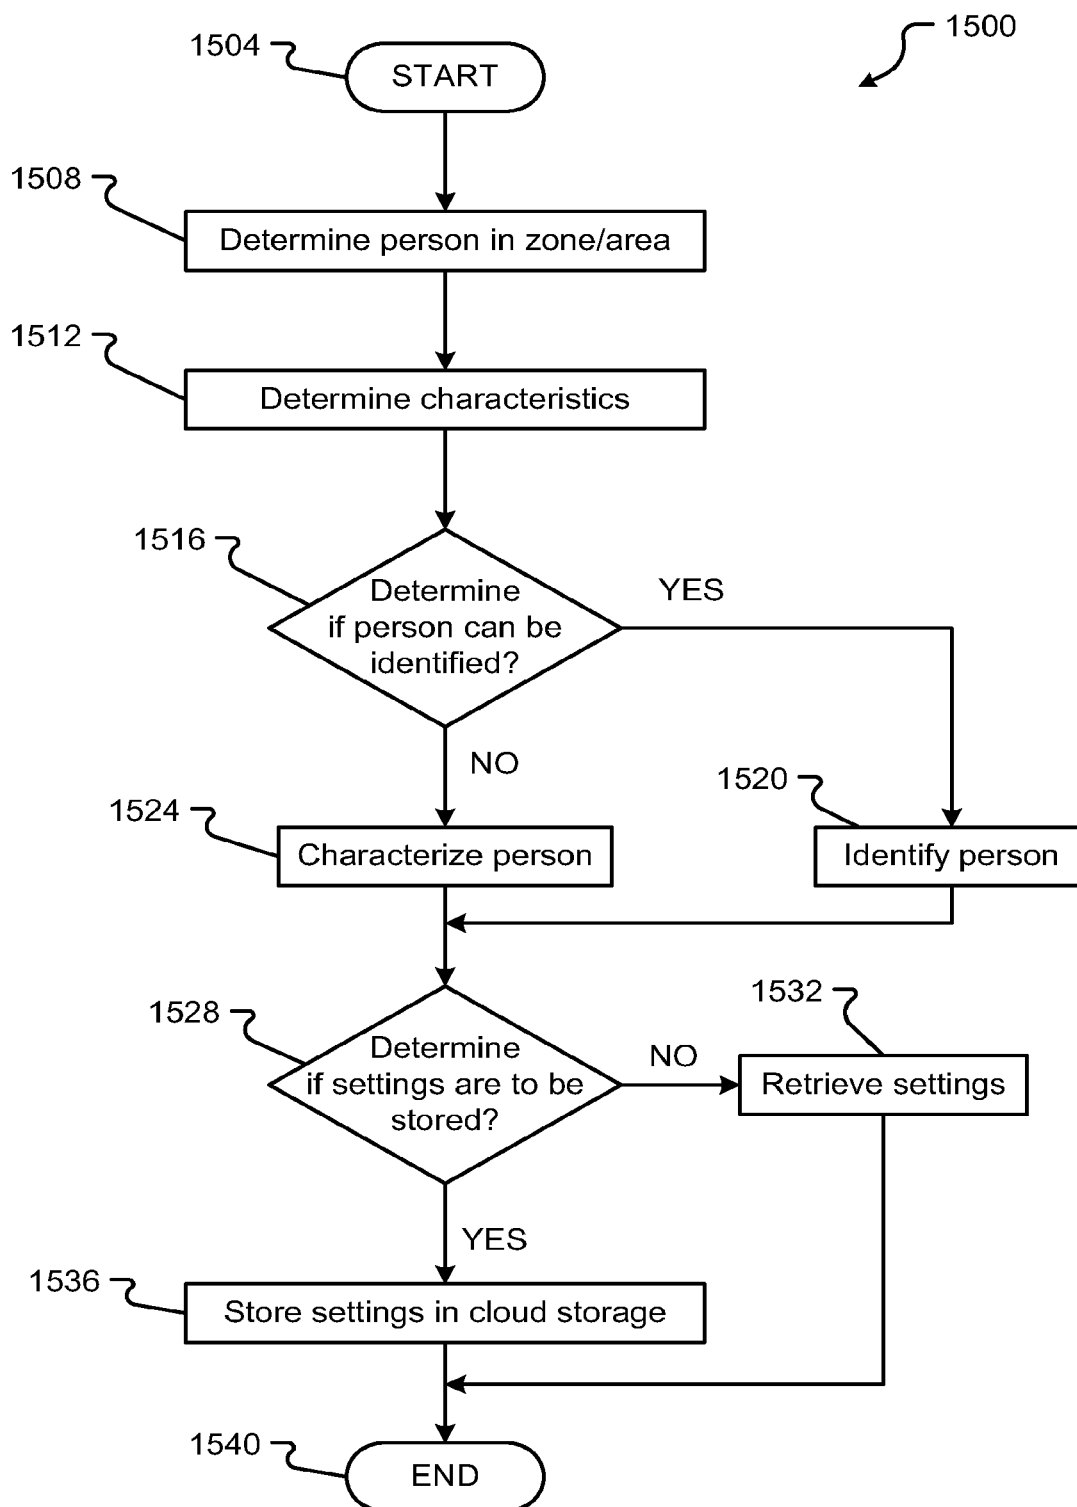 1500
1504
START
1508
Determine person in zone/area
1512
Determine characteristics
1516
Determine
if person can be
identified?
YES
NO
1520
1524
Characterize person
Identify person
1528
Determine
if settings are to be
stored?
NO
1532
Retrieve settings
YES
1536
Store settings in cloud storage
1540
END